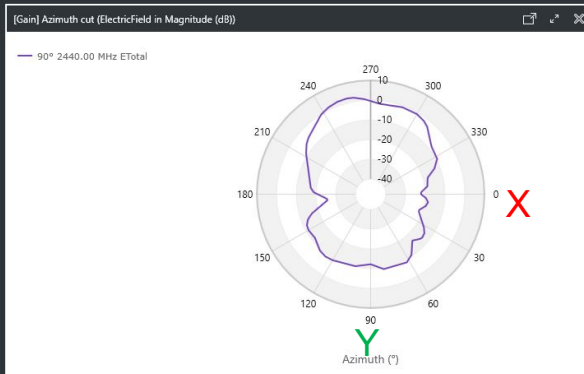 [Gain] Azimuth cut (ElectricField in Magnitude (dB))
90° 2440.00 MHz ETotal
270
240 10 300
0
210 -10 330
-20
-30
-40
180 0 X
150 30
120 60
90
Y
Azimuth (°)